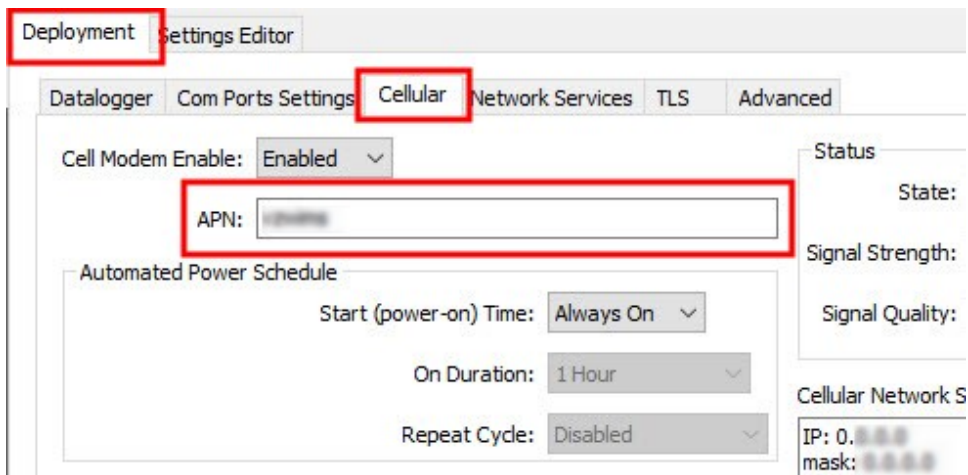 Deployment Settings Editor
Datalogger Com Ports Settings Cellular Network Services TLS Advanced
Cell Modem Enable: Enabled
APN:
Automated Power Schedule
Start (power-on) Time: Always On
On Duration: 1 Hour
Repeat Cycle: Disabled
Status
State:
Signal Strength:
Signal Quality:
Cellular Network S
IP: 0.
mask: